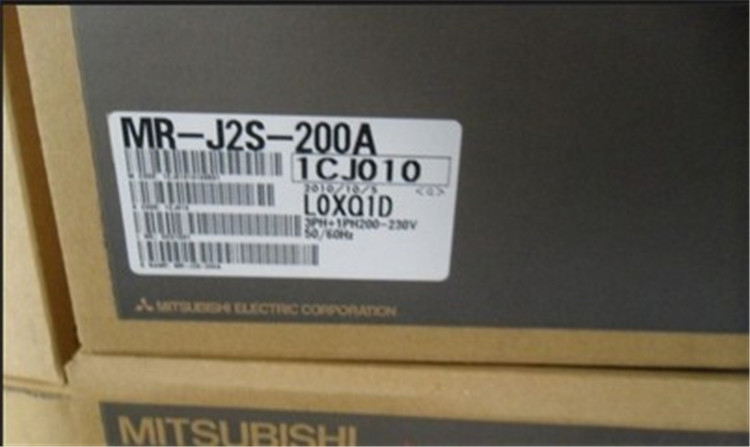 MR-J2S-200A
1CJ010
2010/10/5
L0XQ1D
3PH+1PH200-230V
50/60Hz
MITSUBISHI ELECTRIC CORPORATION
MITSUBISHI